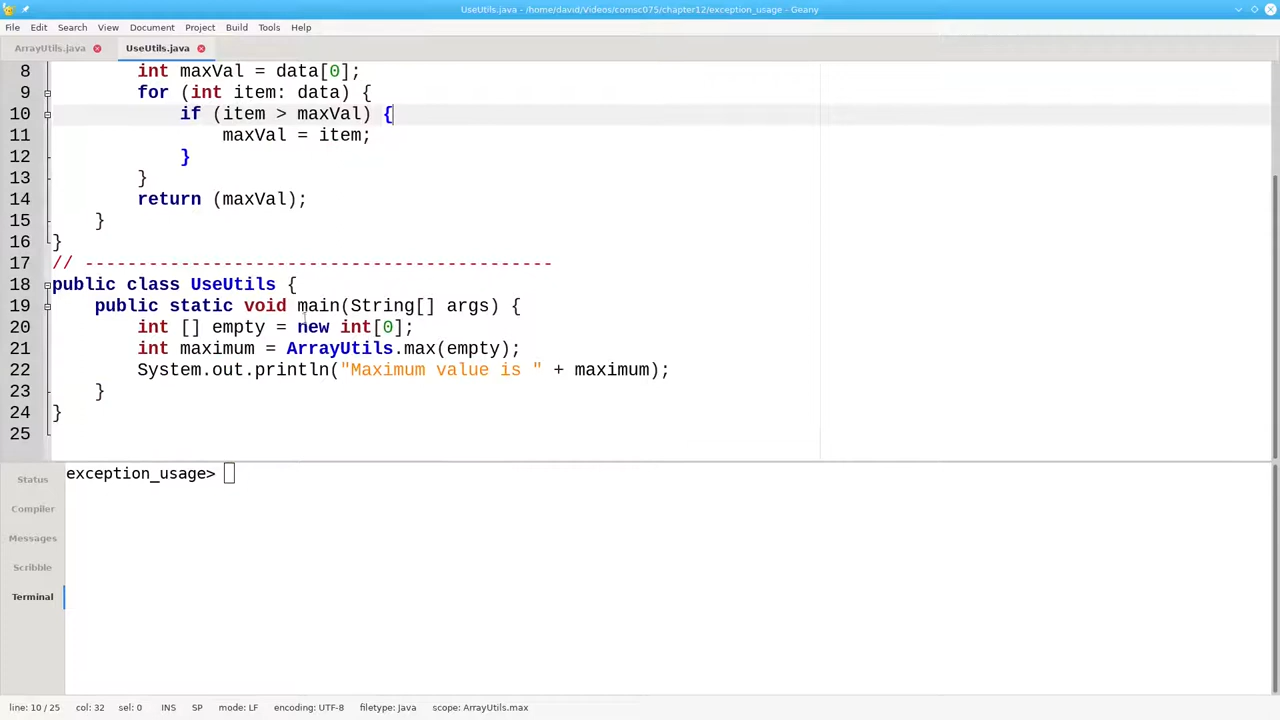 UseUtils.java - /home/david/Videos/comsc075/chapter12/exception_usage - Geany
File Edit Search View Document Project Build Tools Help
ArrayUtils.java UseUtils.java
8 int maxVal = data[0];
9 for (int item: data) {
10 if (item > maxVal) {
11 maxVal = item;
12 }
13 }
14 return (maxVal);
15 }
16 }
17 // --------------------------------------------
18 public class UseUtils {
19 public static void main(String[] args) {
20 int [] empty = new int[0];
21 int maximum = ArrayUtils.max(empty);
22 System.out.println("Maximum value is " + maximum);
23 }
24 }
25
Status
Compiler
Messages
Scribble
Terminal
exception_usage>
line: 10 / 25 col: 32 sel: 0 INS SP mode: LF encoding: UTF-8 filetype: Java scope: ArrayUtils.max